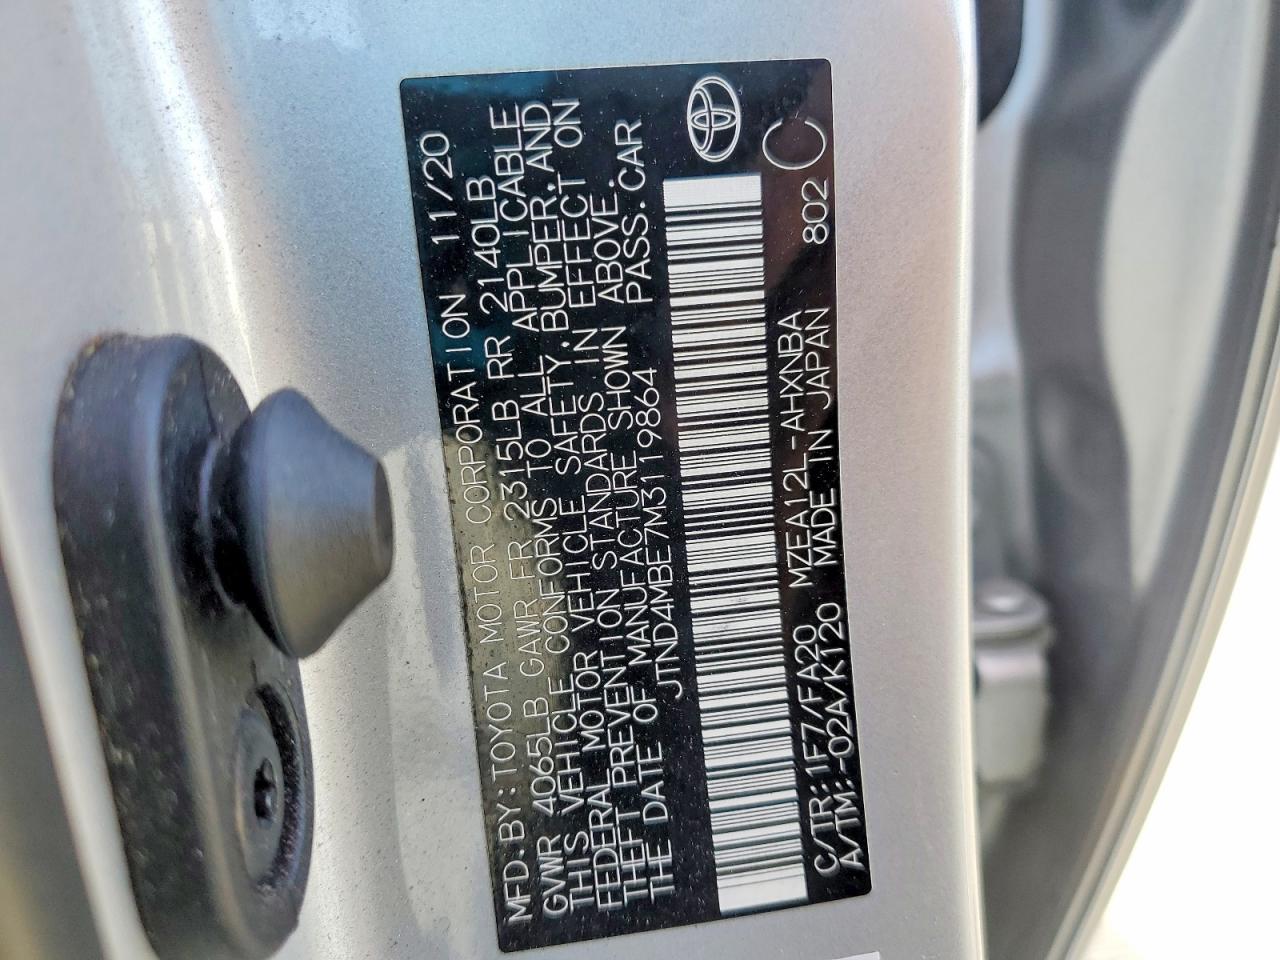 MFD.BY:TOYOTA MOTOR CORPORATION 11/20
GVWR 4065LB GAWR FR 2315LB RR 2140LB
THIS VEHICLE CONFORMS TO ALL APPLICABLE
FEDERAL MOTOR VEHICLE SAFETY,BUMPER,AND
THEFT PREVENTION STANDARDS IN EFFECT ON
THE DATE OF MANUFACTURE SHOWN ABOVE.
JTND4MBE7M3119864 PASS.CAR
C/TR:1F7/FA20 MZEA12L-AHXNBA
A/TM:-02A/K120 MADE IN JAPAN 802 C